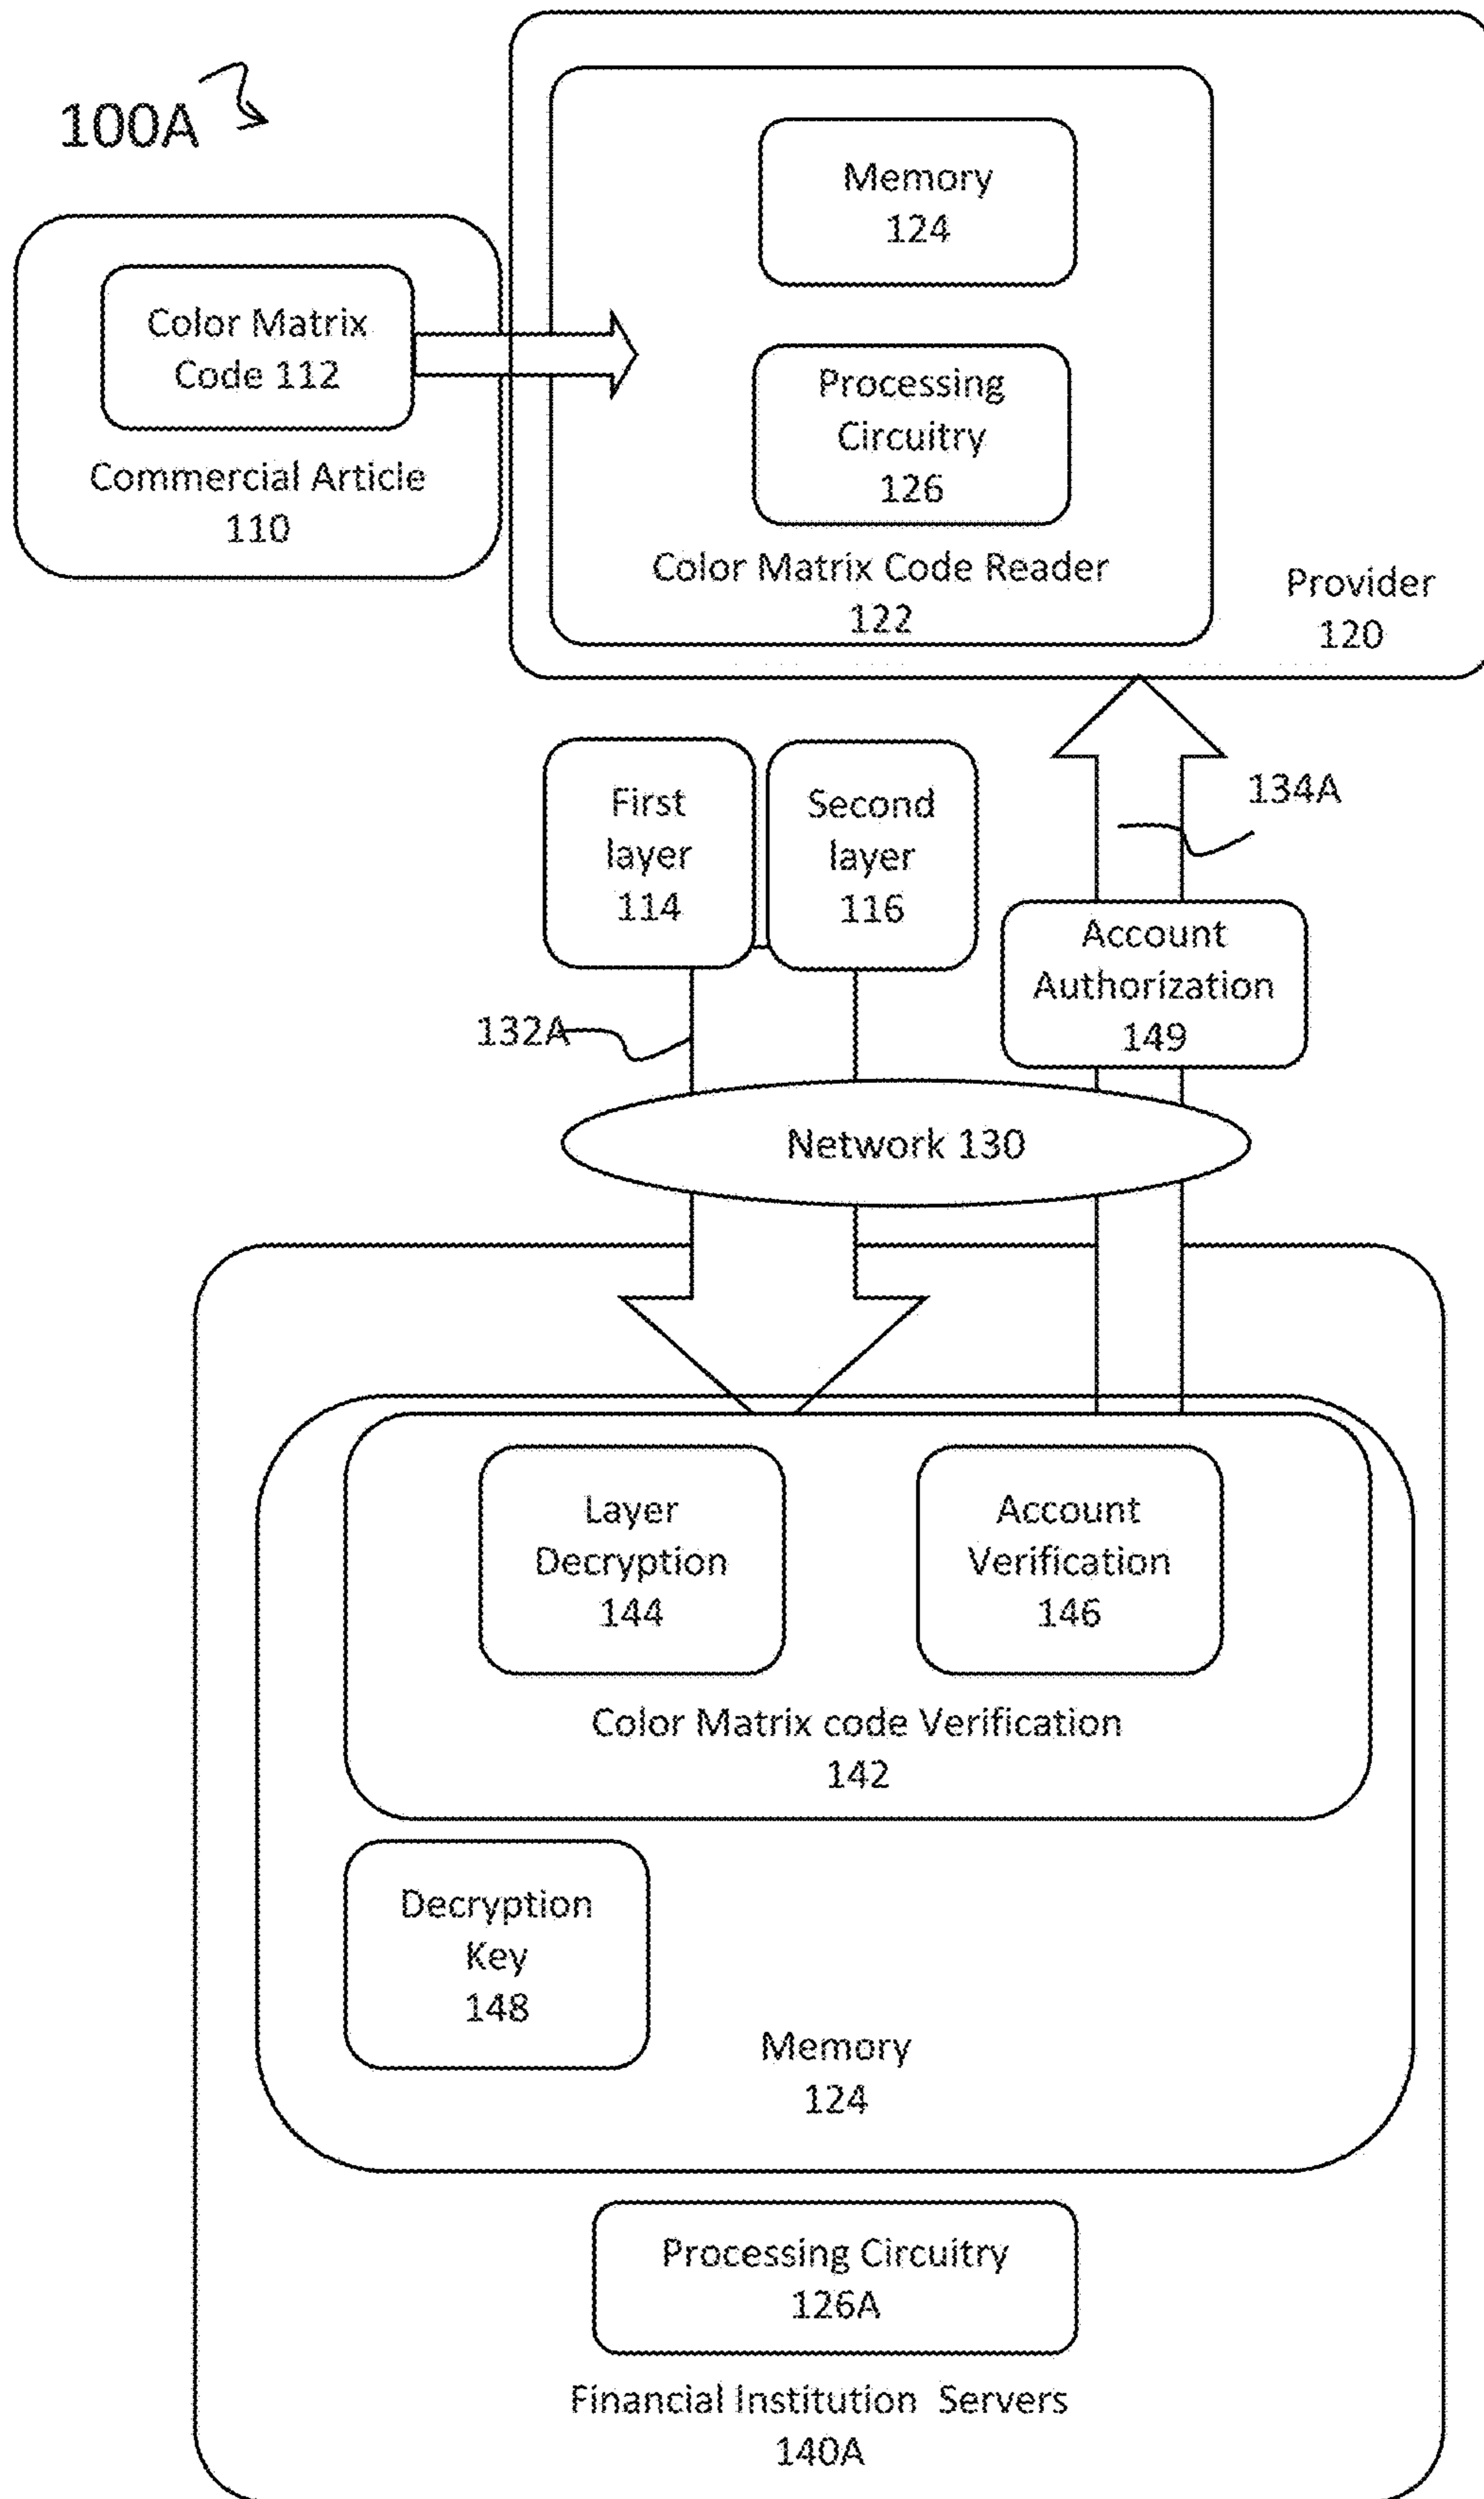 100A
Memory
124
Color Matrix
Code 112
Commercial Article
110
Processing
Circuitry
126
Color Matrix Code Reader
122
Provider
120
First
layer
114
Second
layer
116
134A
Account
Authorization
149
132A
Network 130
Layer
Decryption
144
Account
Verification
146
Color Matrix code Verification
142
Decryption
Key
148
Memory
124
Processing Circuitry
126A
Financial Institution Servers
140A